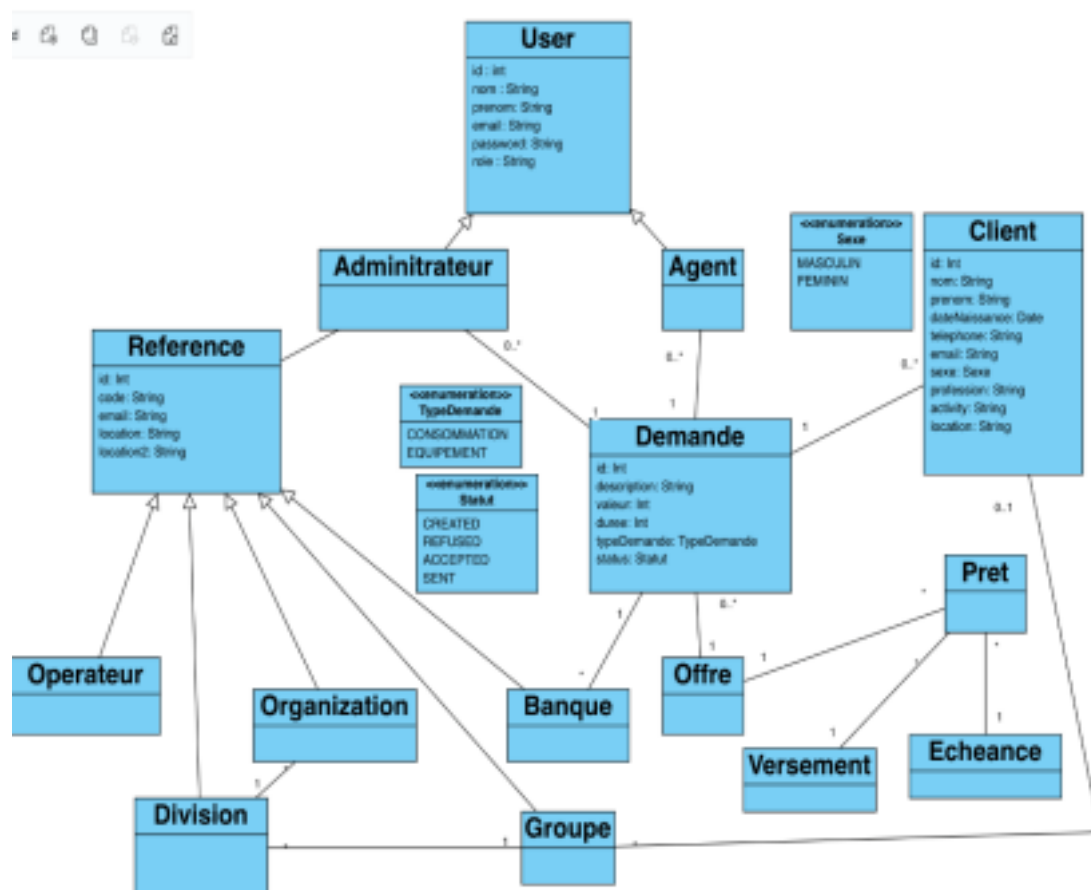 User
id : int
nom : String
prenom: String
email: String
password: String
role : String
Adminitrateur
Agent
<<enumeration>>
Sexe
MASCULIN
FEMININ
Client
id: Int
nom: String
prenom: String
dateNaissance: Date
telephone: String
email: String
sexe: Sexe
profession: String
activity: String
location: String
Reference
id: Int
code: String
email: String
location: String
location2: String
0..*
0..*
0..*
<<enumeration>>
TypeDemande
CONSOMMATION
EQUIPEMENT
1
1
1
Demande
id: Int
description: String
valeur: Int
duree: Int
typeDemande: TypeDemande
status: Statut
<<enumeration>>
Statut
CREATED
REFUSED
ACCEPTED
SENT
0..1
Pret
1
0..*
*
1
1
*
*
Operateur
Organization
Banque
Offre
1
1
Versement
Echeance
*
1
Division
Groupe
*
1
*